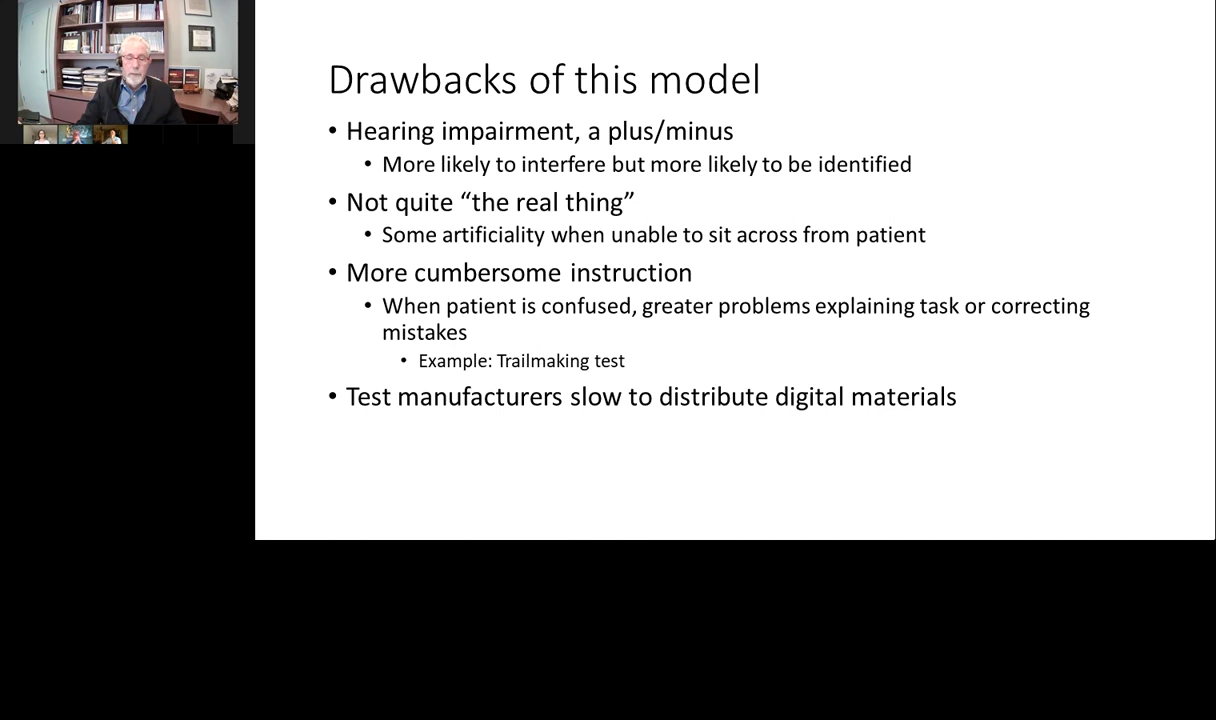 Drawbacks of this model
• Hearing impairment, a plus/minus
• More likely to interfere but more likely to be identified
• Not quite “the real thing”
• Some artificiality when unable to sit across from patient
• More cumbersome instruction
• When patient is confused, greater problems explaining task or correcting
mistakes
• Example: Trailmaking test
• Test manufacturers slow to distribute digital materials